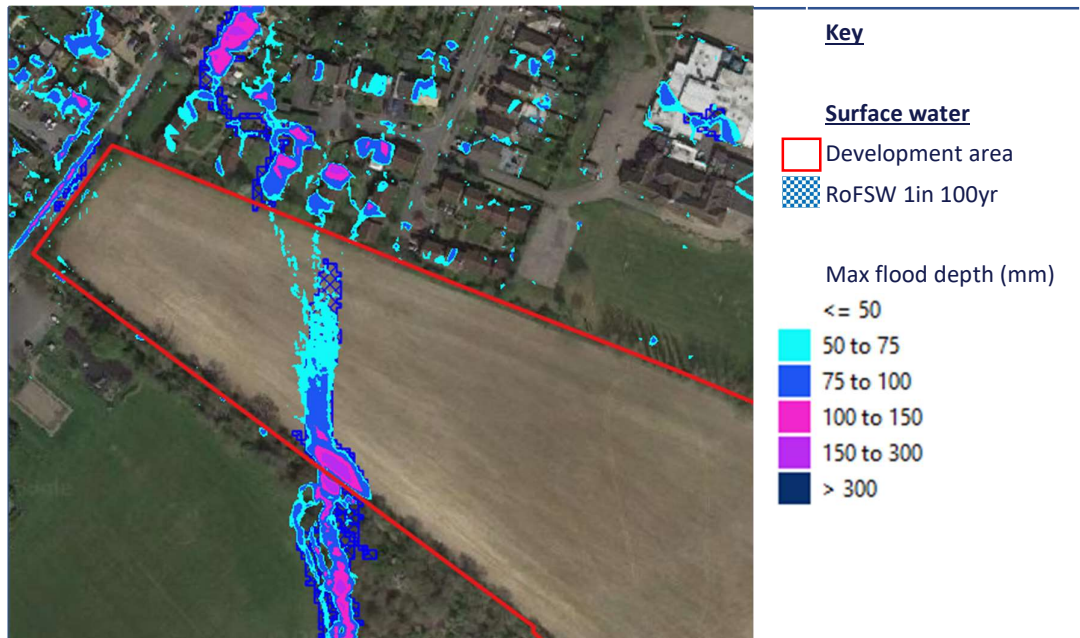 Key
Surface water
Development area
RoFSW 1in 100yr
Max flood depth (mm)
<= 50
50 to 75
75 to 100
100 to 150
150 to 300
> 300